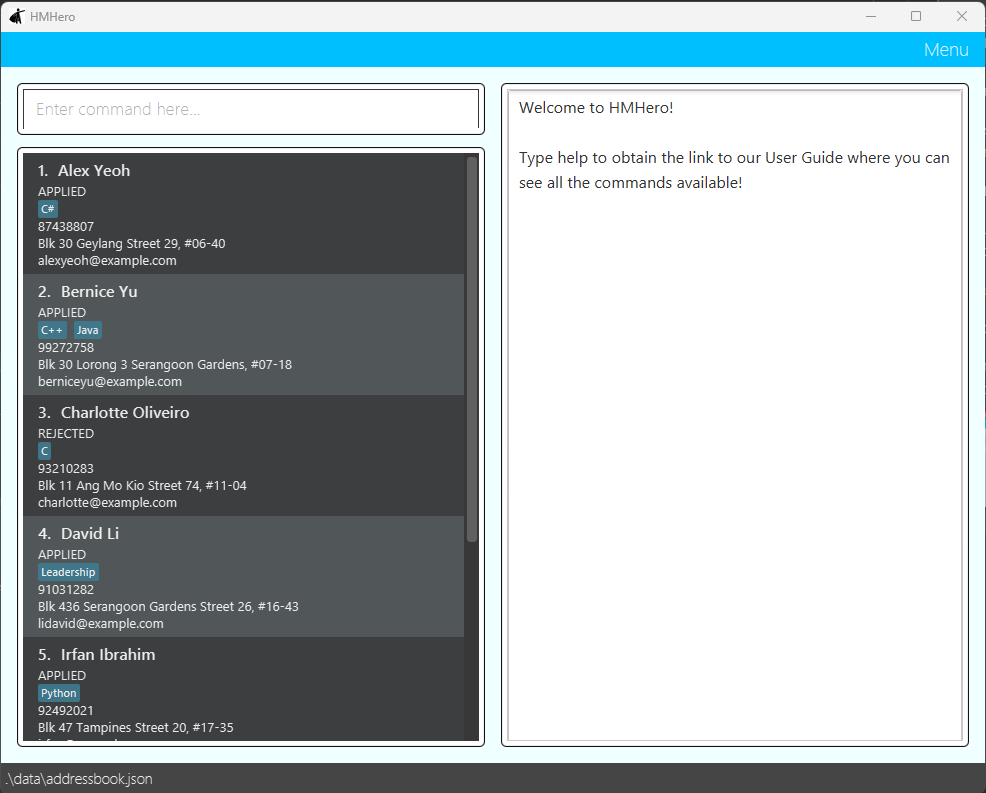 HMHero
Menu
Enter command here...
1. Alex Yeoh
APPLIED
C#
87438807
Blk 30 Geylang Street 29, #06-40
alexyeoh@example.com
2. Bernice Yu
APPLIED
C++ Java
99272758
Blk 30 Lorong 3 Serangoon Gardens, #07-18
berniceyu@example.com
3. Charlotte Oliveiro
REJECTED
C
93210283
Blk 11 Ang Mo Kio Street 74, #11-04
charlotte@example.com
4. David Li
APPLIED
Leadership
91031282
Blk 436 Serangoon Gardens Street 26, #16-43
lidavid@example.com
5. Irfan Ibrahim
APPLIED
Python
92492021
Blk 47 Tampines Street 20, #17-35
Welcome to HMHero!
Type help to obtain the link to our User Guide where you can
see all the commands available!
.\data\addressbook.json